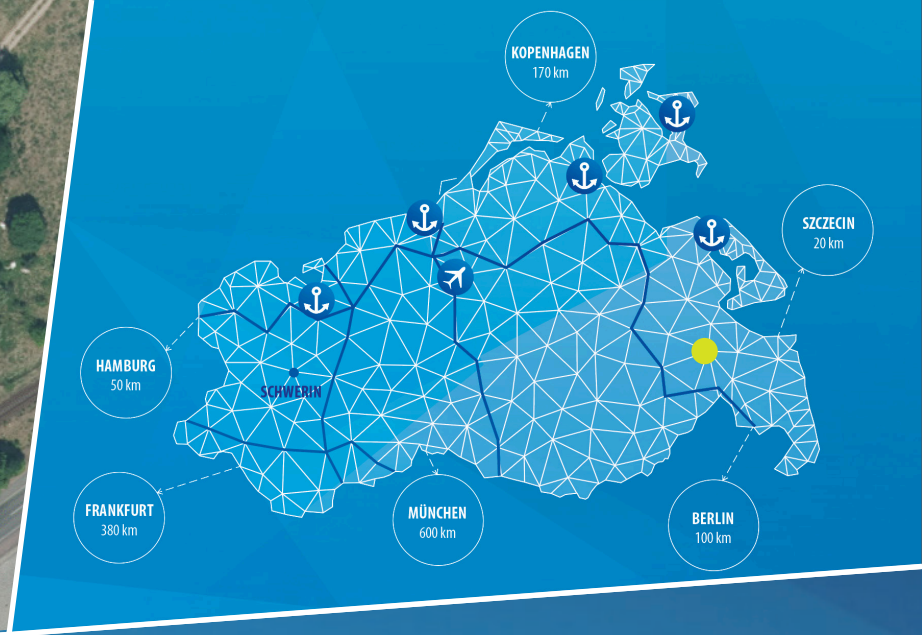 KOPENHAGEN
170 km
SZCZECIN
20 km
HAMBURG
50 km
SCHWERIN
FRANKFURT
380 km
MÜNCHEN
600 km
BERLIN
100 km